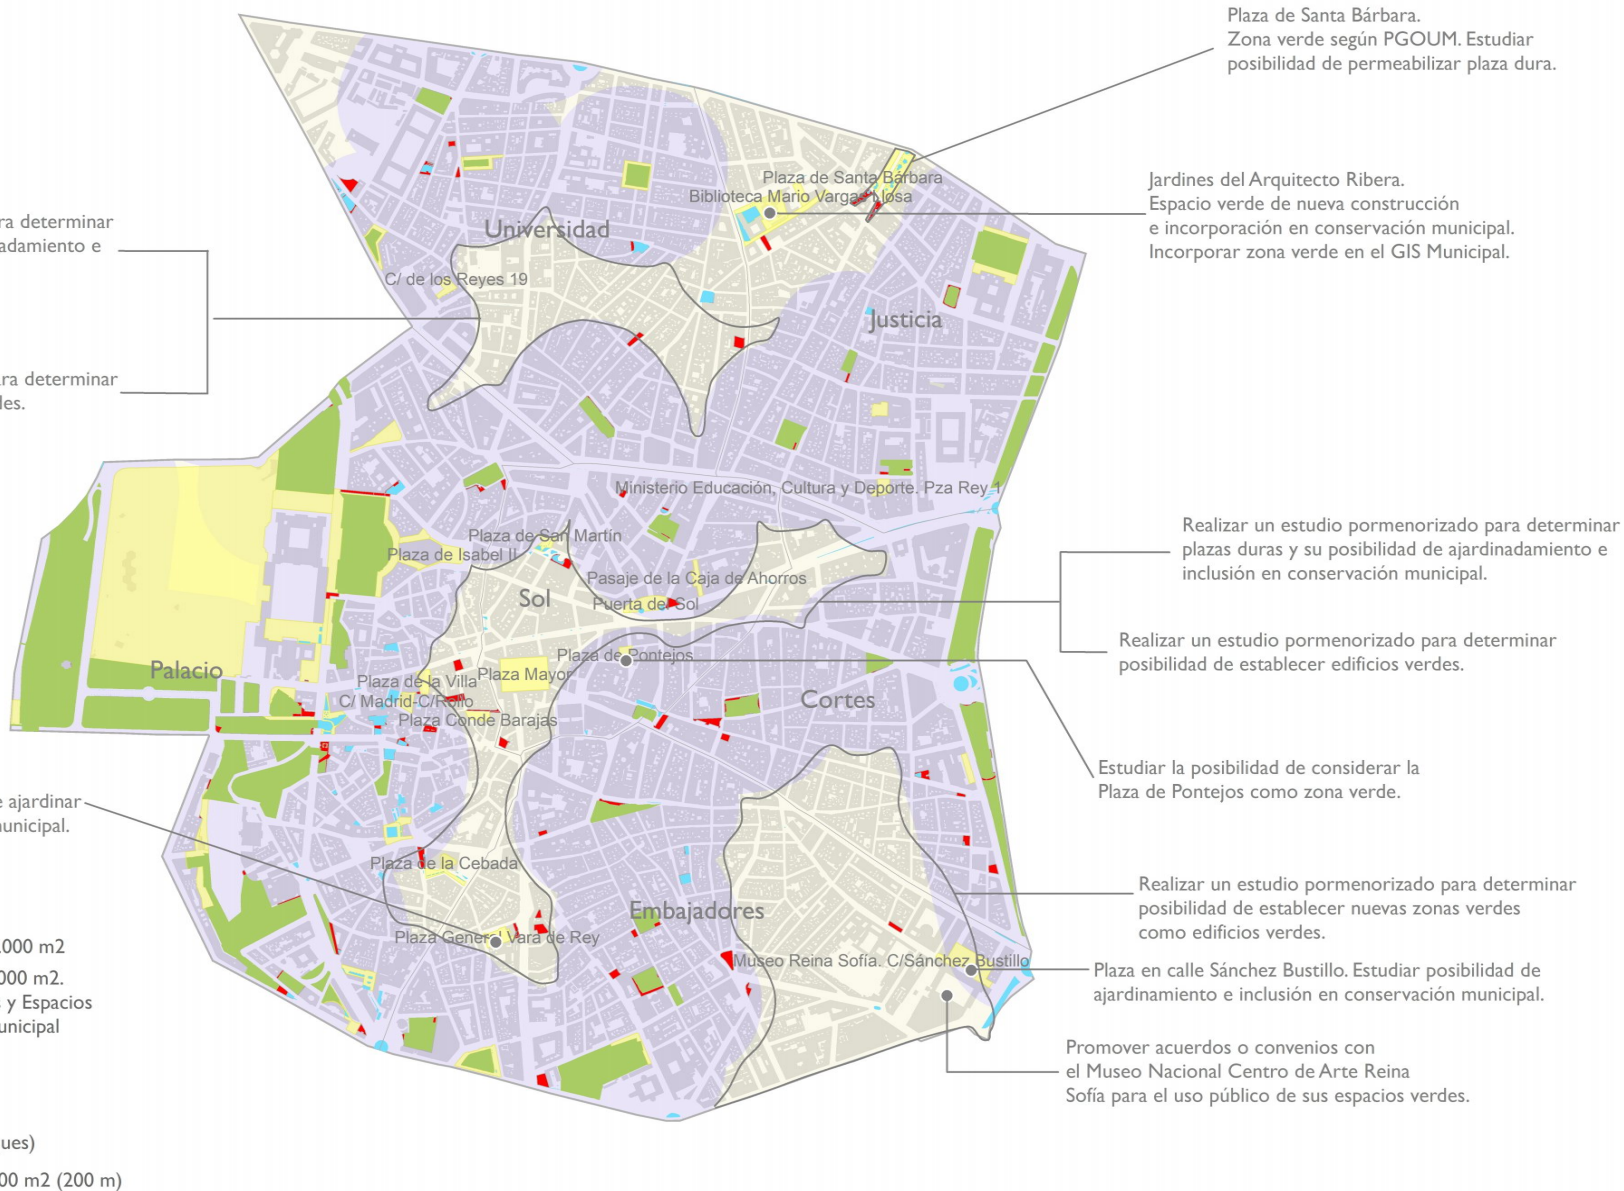 Plaza de Santa Bárbara.
Zona verde según PGOUM. Estudiar
posibilidad de permeabilizar plaza dura.
Jardines del Arquitecto Ribera.
Espacio verde de nueva construcción
e incorporación en conservación municipal.
Incorporar zona verde en el GIS Municipal.
ra determinar
adamiento e
ra determinar
les.
Plaza de Santa Bárbara
Biblioteca Mario Vargas Llosa
Universidad
C/ de los Reyes 19
Justicia
Ministerio Educación, Cultura y Deporte. Pza Rey 1
Plaza de San Martín
Plaza de Isabel II
Pasaje de la Caja de Ahorros
Sol
Puerta del Sol
Plaza de Pontejos
Palacio
Plaza de la Villa
Plaza Mayor
C/ Madrid-C/Rollo
Plaza Conde Barajas
Cortes
Plaza de la Cebada
Embajadores
Plaza General Vara de Rey
Museo Reina Sofía. C/Sánchez Bustillo
Realizar un estudio pormenorizado para determinar
plazas duras y su posibilidad de ajardinadamiento e
inclusión en conservación municipal.
Realizar un estudio pormenorizado para determinar
posibilidad de establecer edificios verdes.
Estudiar la posibilidad de considerar la
Plaza de Pontejos como zona verde.
Realizar un estudio pormenorizado para determinar
posibilidad de establecer nuevas zonas verdes
como edificios verdes.
Plaza en calle Sánchez Bustillo. Estudiar posibilidad de
ajardinamiento e inclusión en conservación municipal.
Promover acuerdos o convenios con
el Museo Nacional Centro de Arte Reina
Sofía para el uso público de sus espacios verdes.
e ajardinar
municipal.
1000 m2
000 m2.
s y Espacios
unicipal
ques)
00 m2 (200 m)